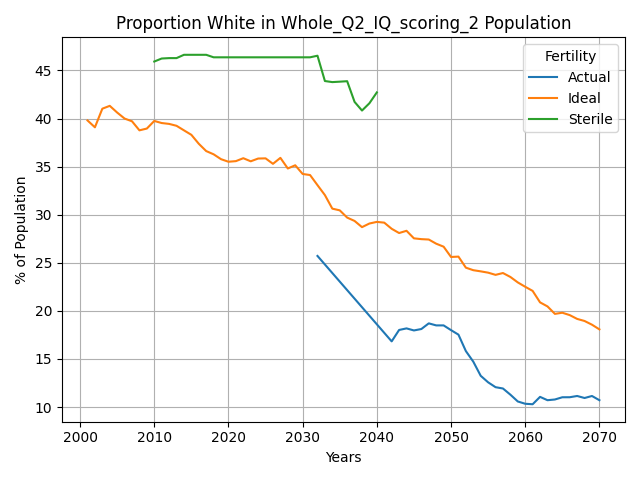 Proportion White in Whole_Q2_IQ_scoring_2 Population
Fertility
Actual
Ideal
Sterile
% of Population
45
40
35
30
25
20
15
10
2000 2010 2020 2030 2040 2050 2060 2070
Years